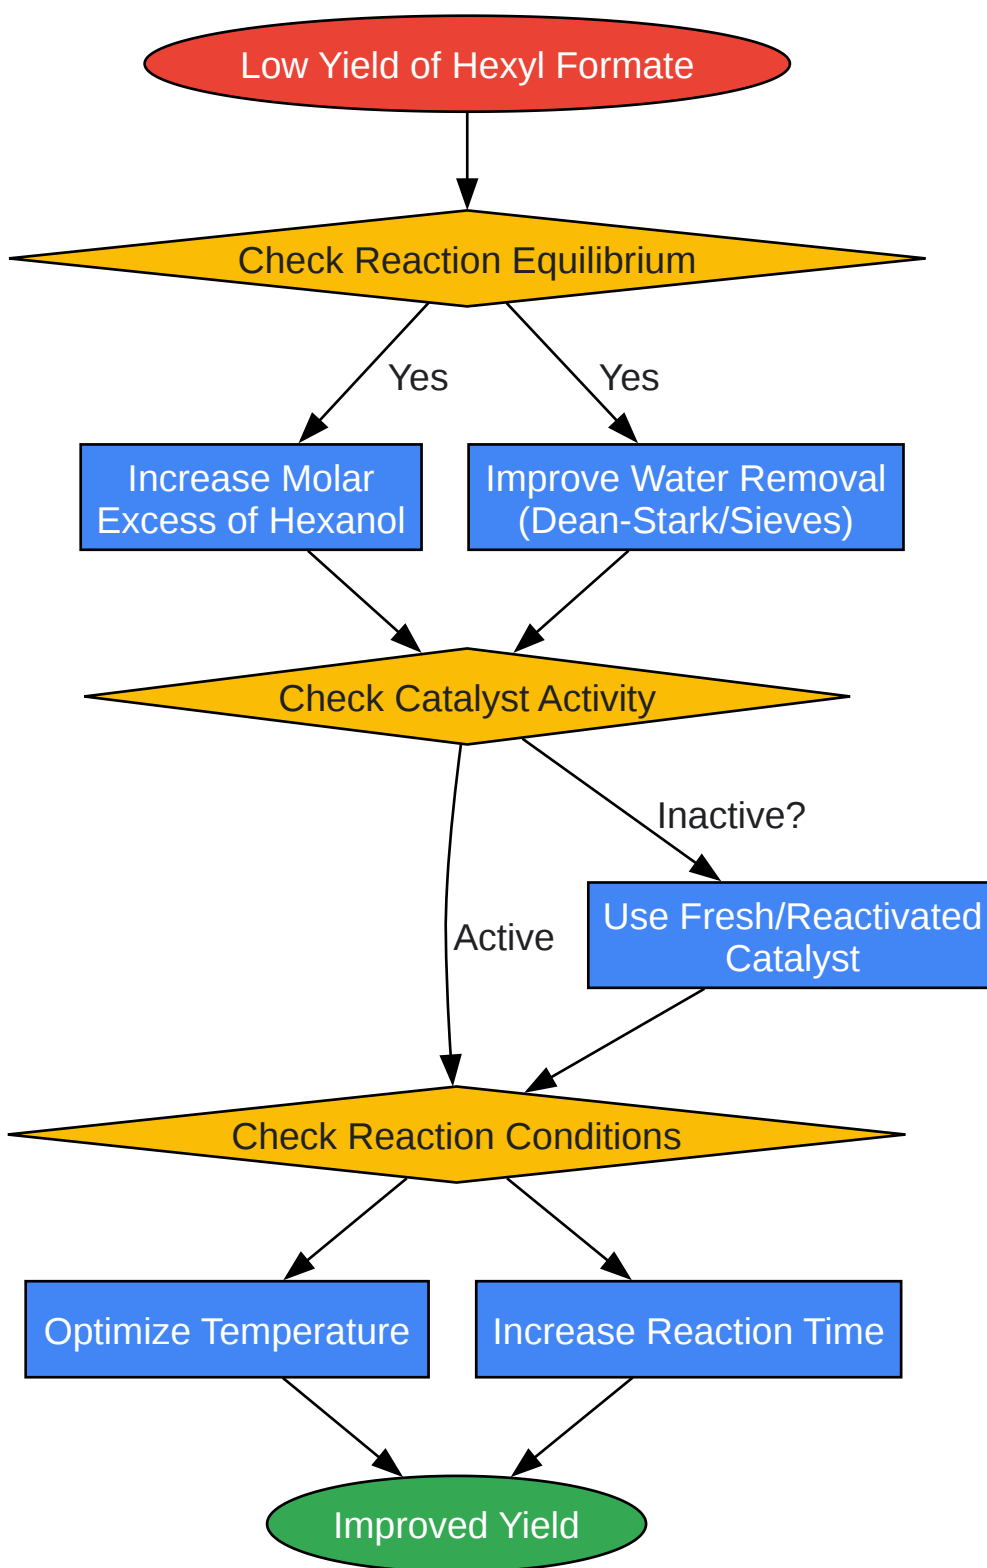 Low Yield of Hexyl Formate
Check Reaction Equilibrium
Yes
Yes
Increase Molar
Excess of Hexanol
Improve Water Removal
(Dean-Stark/Sieves)
Check Catalyst Activity
Inactive?
Use Fresh/Reactivated
Catalyst
Active
Check Reaction Conditions
Optimize Temperature
Increase Reaction Time
Improved Yield